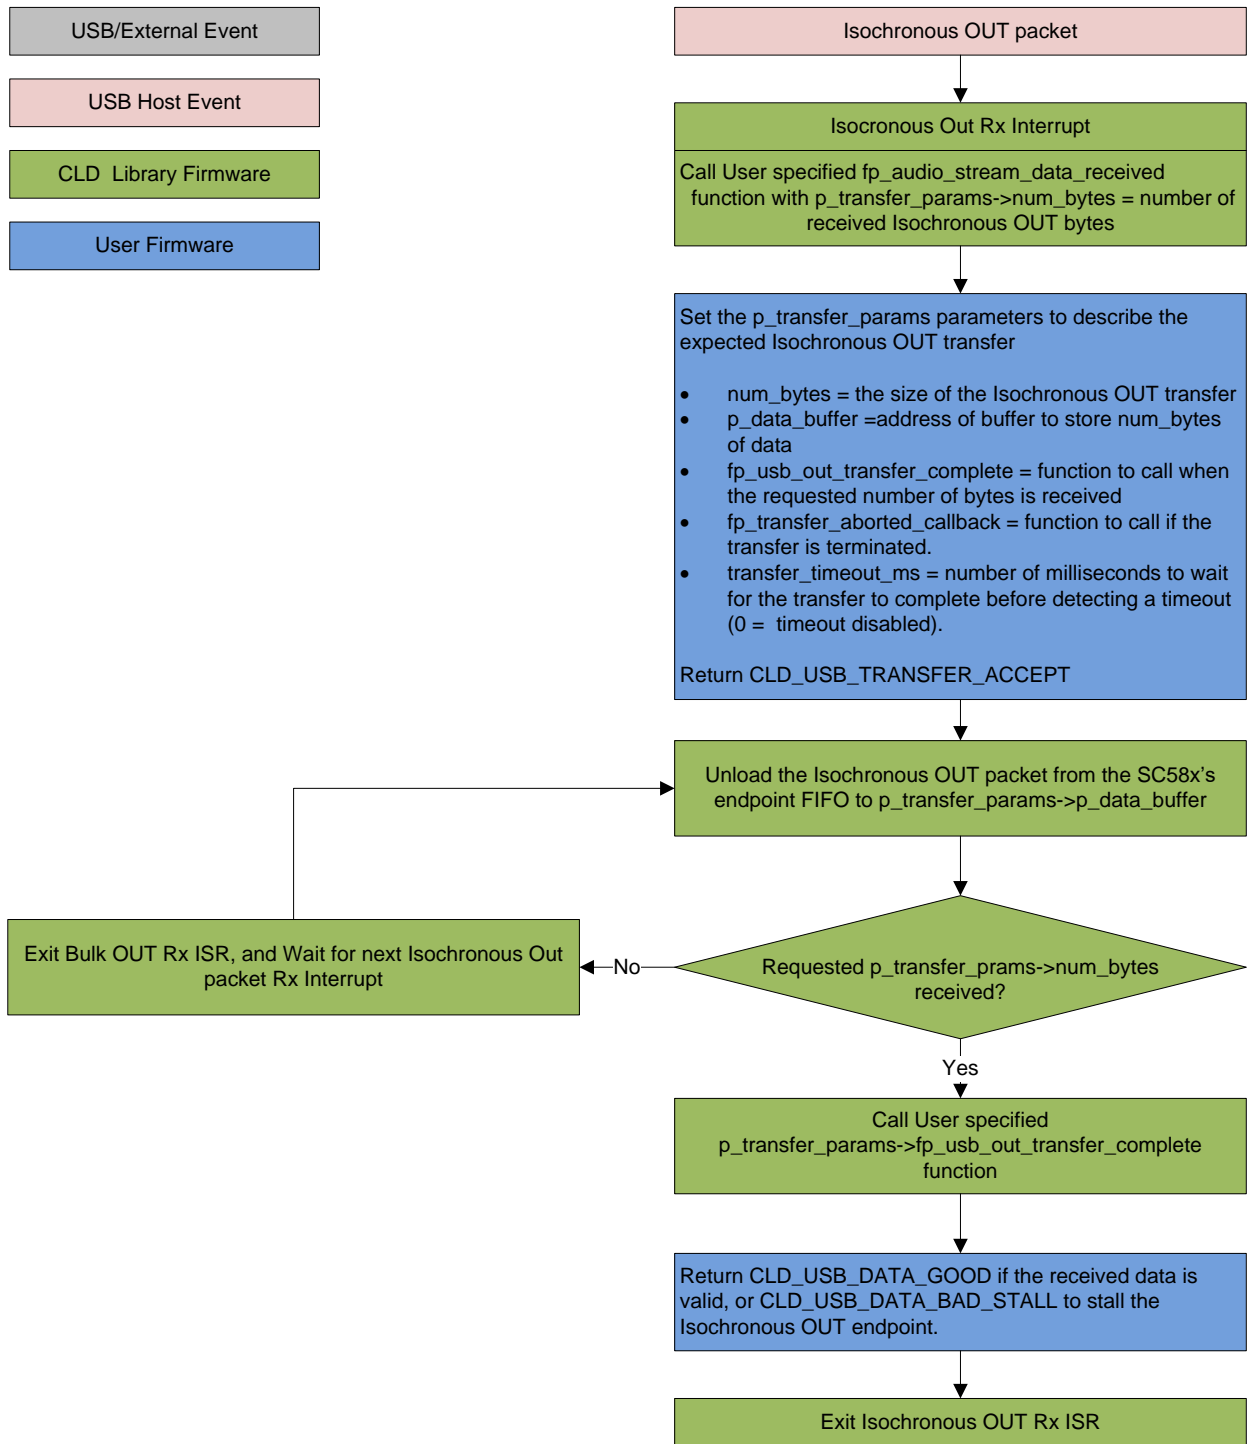 USB/External Event
USB Host Event
CLD  Library Firmware
User Firmware
Isochronous OUT packet
Isocronous Out Rx Interrupt
Call User specified fp_audio_stream_data_received
function with p_transfer_params->num_bytes = number of
received Isochronous OUT bytes
Set the p_transfer_params parameters to describe the
expected Isochronous OUT transfer
• num_bytes = the size of the Isochronous OUT transfer
• p_data_buffer =address of buffer to store num_bytes
of data
• fp_usb_out_transfer_complete = function to call when
the requested number of bytes is received
• fp_transfer_aborted_callback = function to call if the
transfer is terminated.
• transfer_timeout_ms = number of milliseconds to wait
for the transfer to complete before detecting a timeout
(0 =  timeout disabled).
Return CLD_USB_TRANSFER_ACCEPT
Unload the Isochronous OUT packet from the SC58x's
endpoint FIFO to p_transfer_params->p_data_buffer
Exit Bulk OUT Rx ISR, and Wait for next Isochronous Out
packet Rx Interrupt
No
Requested p_transfer_prams->num_bytes
received?
Yes
Call User specified
p_transfer_params->fp_usb_out_transfer_complete
function
Return CLD_USB_DATA_GOOD if the received data is
valid, or CLD_USB_DATA_BAD_STALL to stall the
Isochronous OUT endpoint.
Exit Isochronous OUT Rx ISR